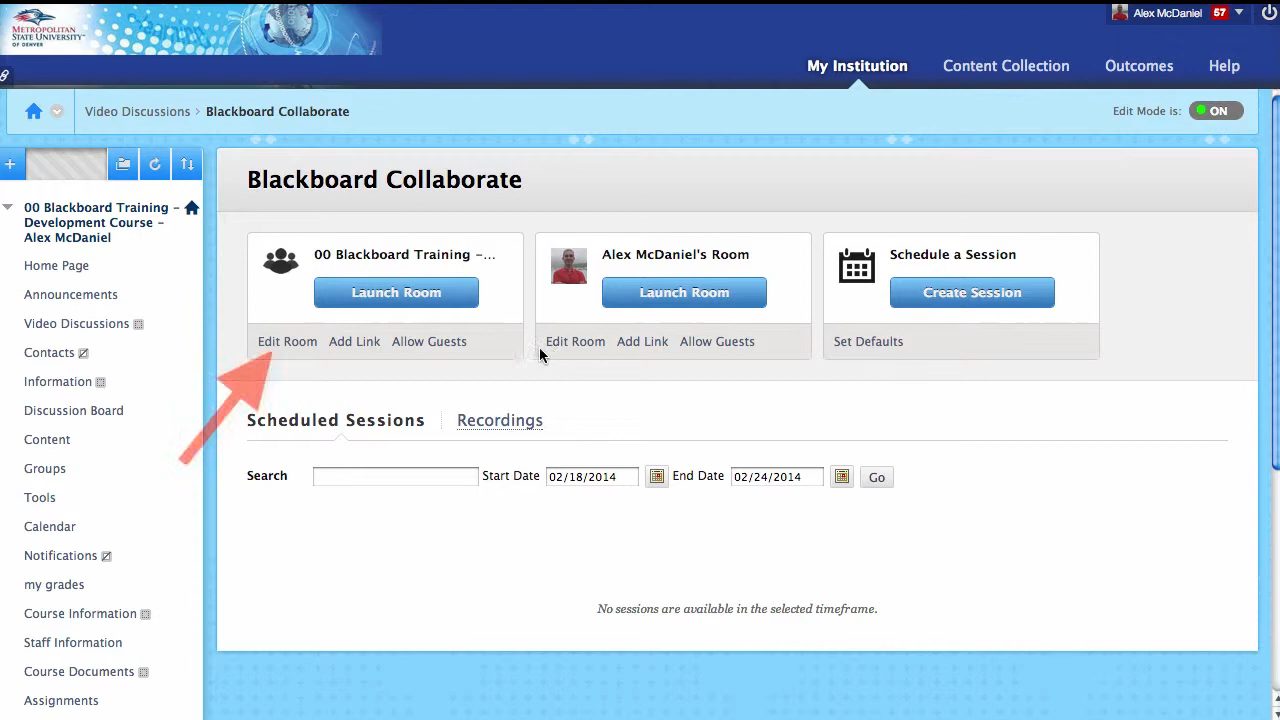 METROPOLITAN
STATE UNIVERSITY
OF DENVER
Alex McDaniel 57
My Institution Content Collection Outcomes Help
Video Discussions > Blackboard Collaborate
Edit Mode is: ON
00 Blackboard Training –
Development Course –
Alex McDaniel
Home Page
Announcements
Video Discussions
Contacts
Information
Discussion Board
Content
Groups
Tools
Calendar
Notifications
my grades
Course Information
Staff Information
Course Documents
Assignments
Blackboard Collaborate
00 Blackboard Training –...
Launch Room
Edit Room Add Link Allow Guests
Alex McDaniel's Room
Launch Room
Edit Room Add Link Allow Guests
Schedule a Session
Create Session
Set Defaults
Scheduled Sessions Recordings
Search Start Date 02/18/2014 End Date 02/24/2014 Go
No sessions are available in the selected timeframe.